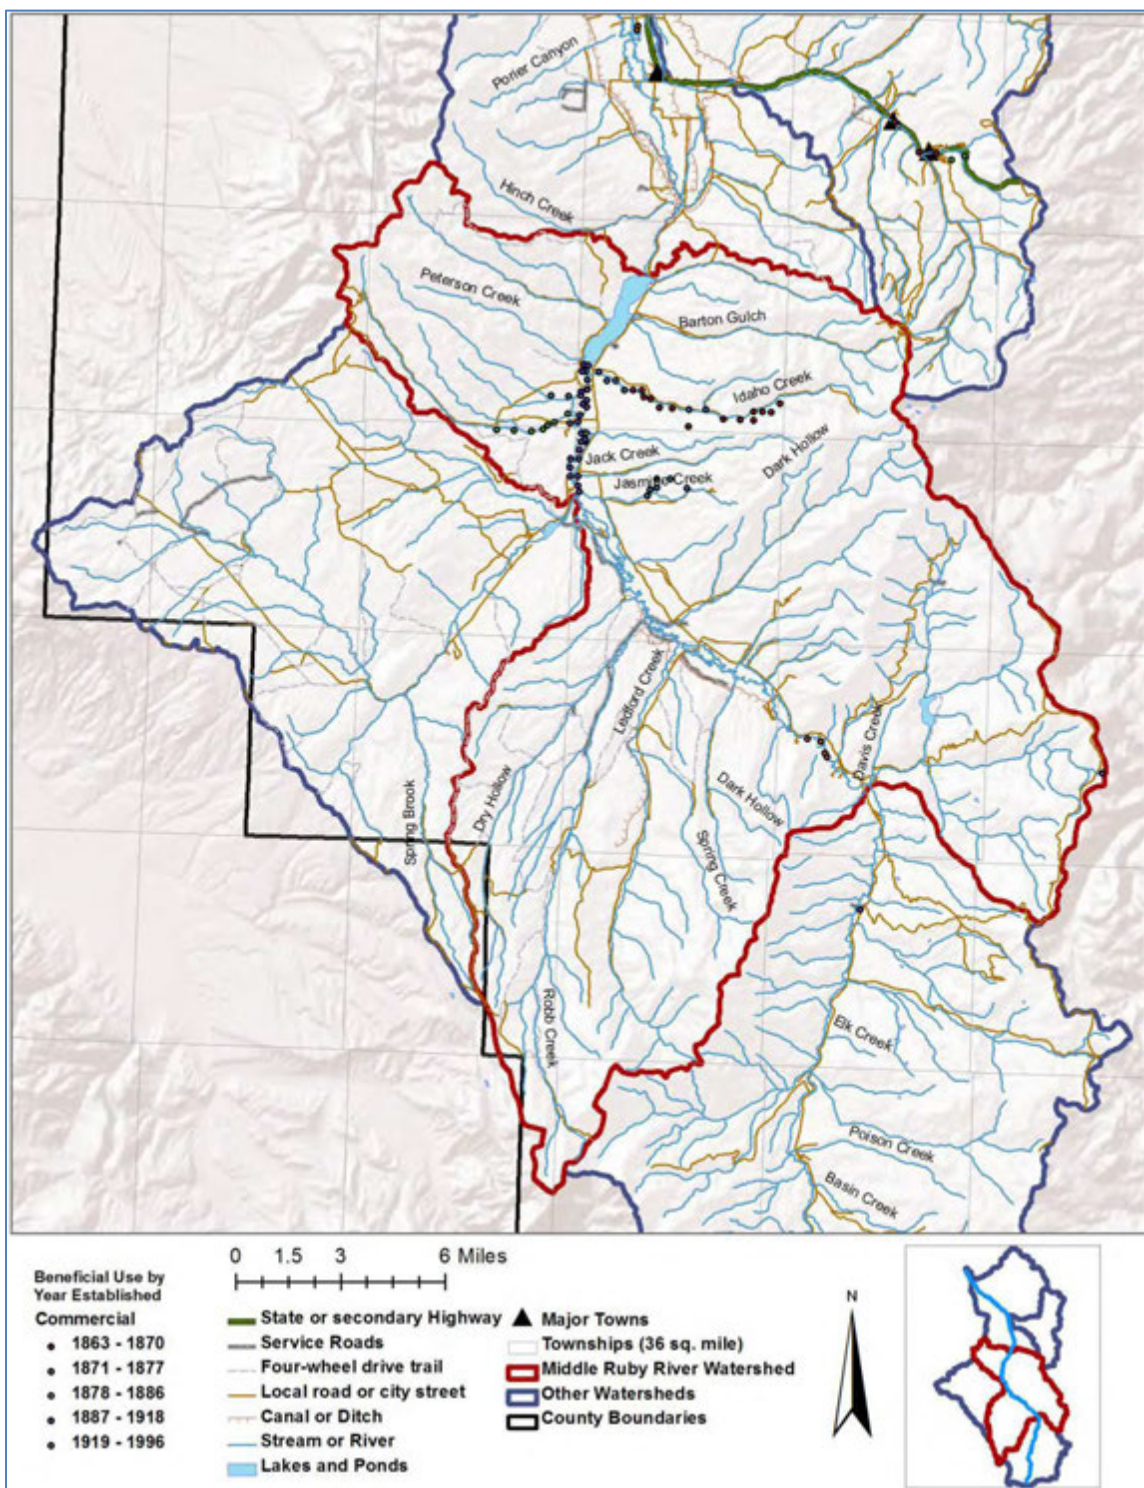 Porier Canyon
Hinch Creek
Peterson Creek
Barton Gulch
Idaho Creek
Dark Hollow
Jack Creek
Jasmine Creek
Ledford Creek
Davis Creek
Dry Hollow
Dark Hollow
Spring Brook
Spring Creek
Robb Creek
Elk Creek
Poison Creek
Basin Creek
0 1.5 3 6 Miles
Beneficial Use by
Year Established
Commercial
1863 - 1870
1871 - 1877
1878 - 1886
1887 - 1918
1919 - 1996
State or secondary Highway
Service Roads
Four-wheel drive trail
Local road or city street
Canal or Ditch
Stream or River
Lakes and Ponds
Major Towns
Townships (36 sq. mile)
Middle Ruby River Watershed
Other Watersheds
County Boundaries
N